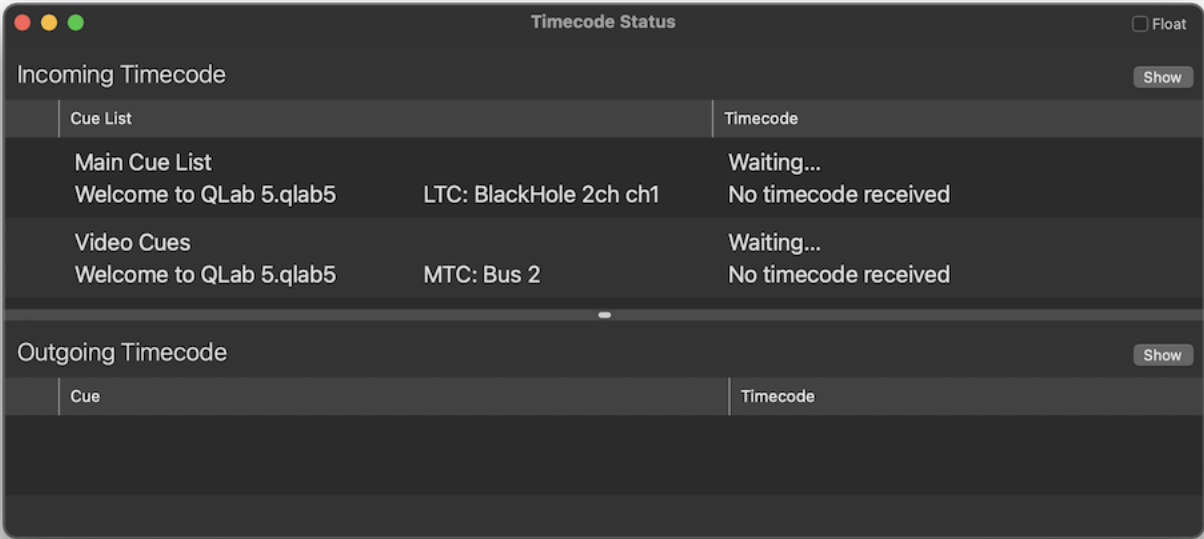 Timecode Status
Float
Incoming Timecode
Show
Cue List Timecode
Main Cue List Waiting...
Welcome to QLab 5.qlab5 LTC: BlackHole 2ch ch1 No timecode received
Video Cues Waiting...
Welcome to QLab 5.qlab5 MTC: Bus 2 No timecode received
Outgoing Timecode
Show
Cue Timecode